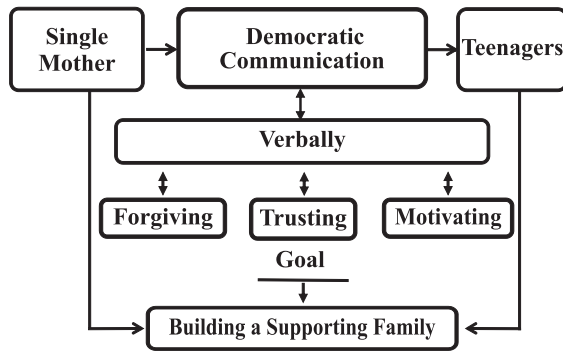 Single
Mother
Democratic
Communication
Teenagers
Verbally
Forgiving
Trusting
Motivating
Goal
Building a Supporting Family